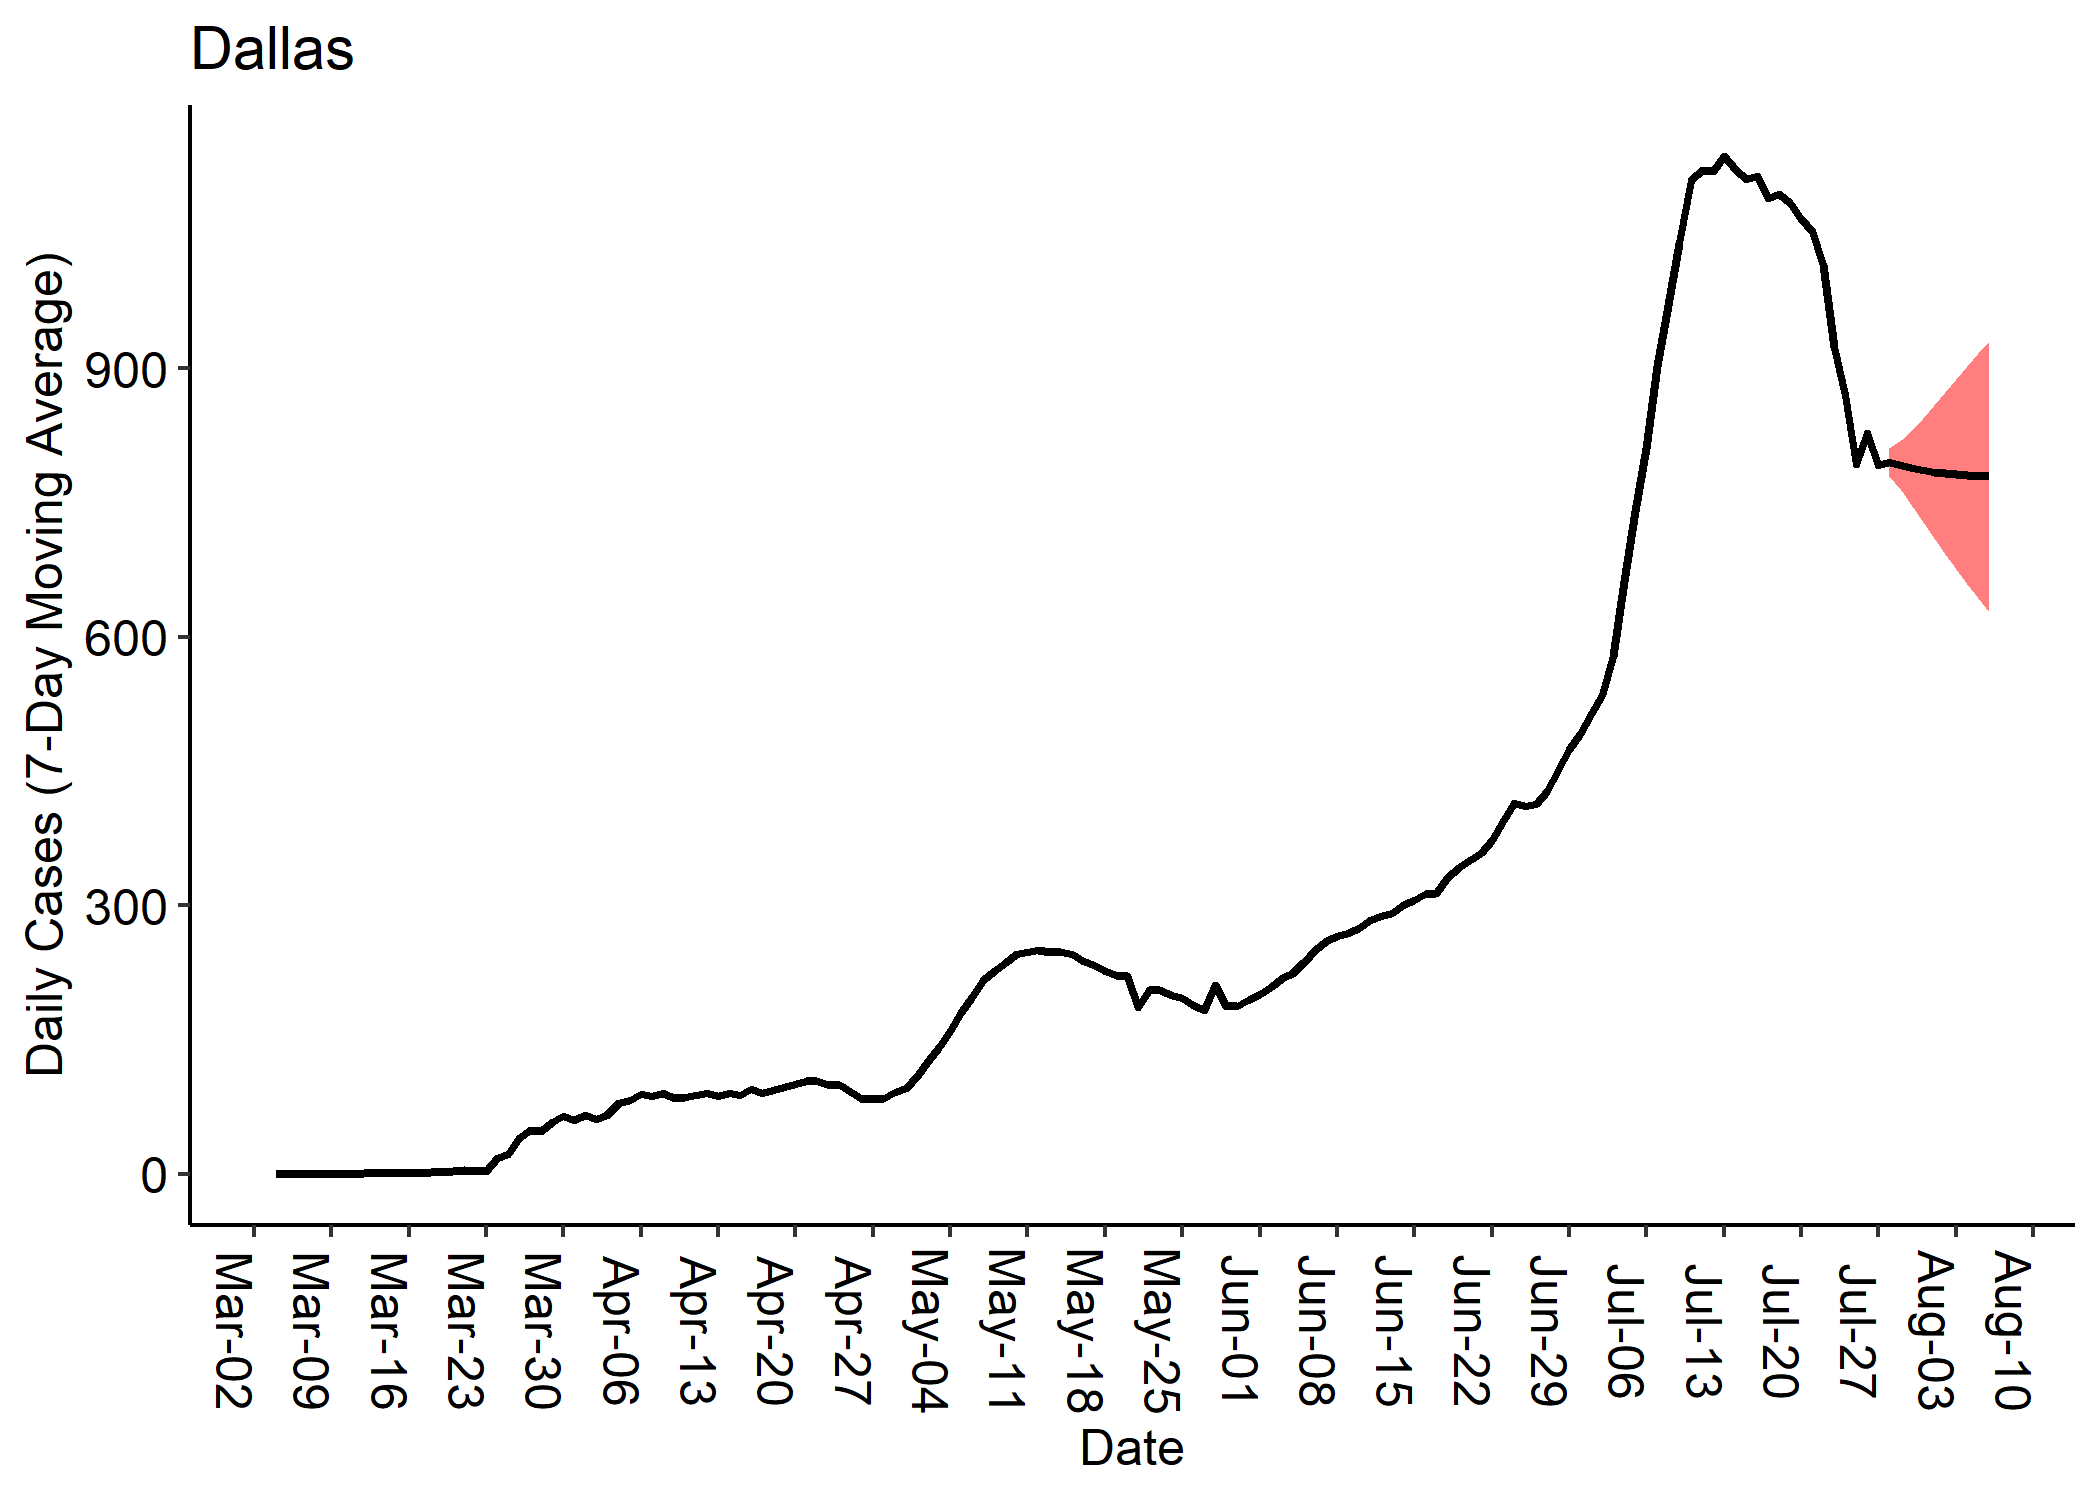 Dallas
Daily Cases (7-Day Moving Average)
900
600
300
0
Mar-02
Mar-09
Mar-16
Mar-23
Mar-30
Apr-06
Apr-13
Apr-20
Apr-27
May-04
May-11
May-18
May-25
Jun-01
Jun-08
Jun-15
Jun-22
Jun-29
Jul-06
Jul-13
Jul-20
Jul-27
Aug-03
Aug-10
Date